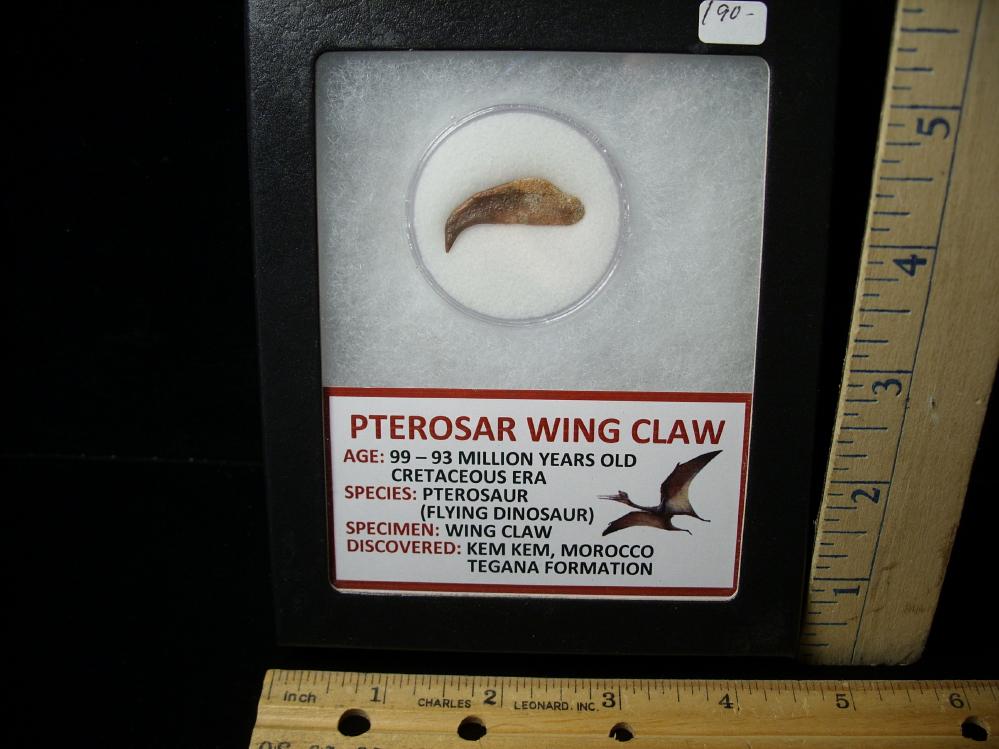 190-
PTEROSAR WING CLAW
AGE: 99 – 93 MILLION YEARS OLD
CRETACEOUS ERA
SPECIES: PTEROSAUR
(FLYING DINOSAUR)
SPECIMEN: WING CLAW
DISCOVERED: KEM KEM, MOROCCO
TEGANA FORMATION
5
4
3
2
1
inch 1 2 3 4 5 6
CHARLES LEONARD. INC.